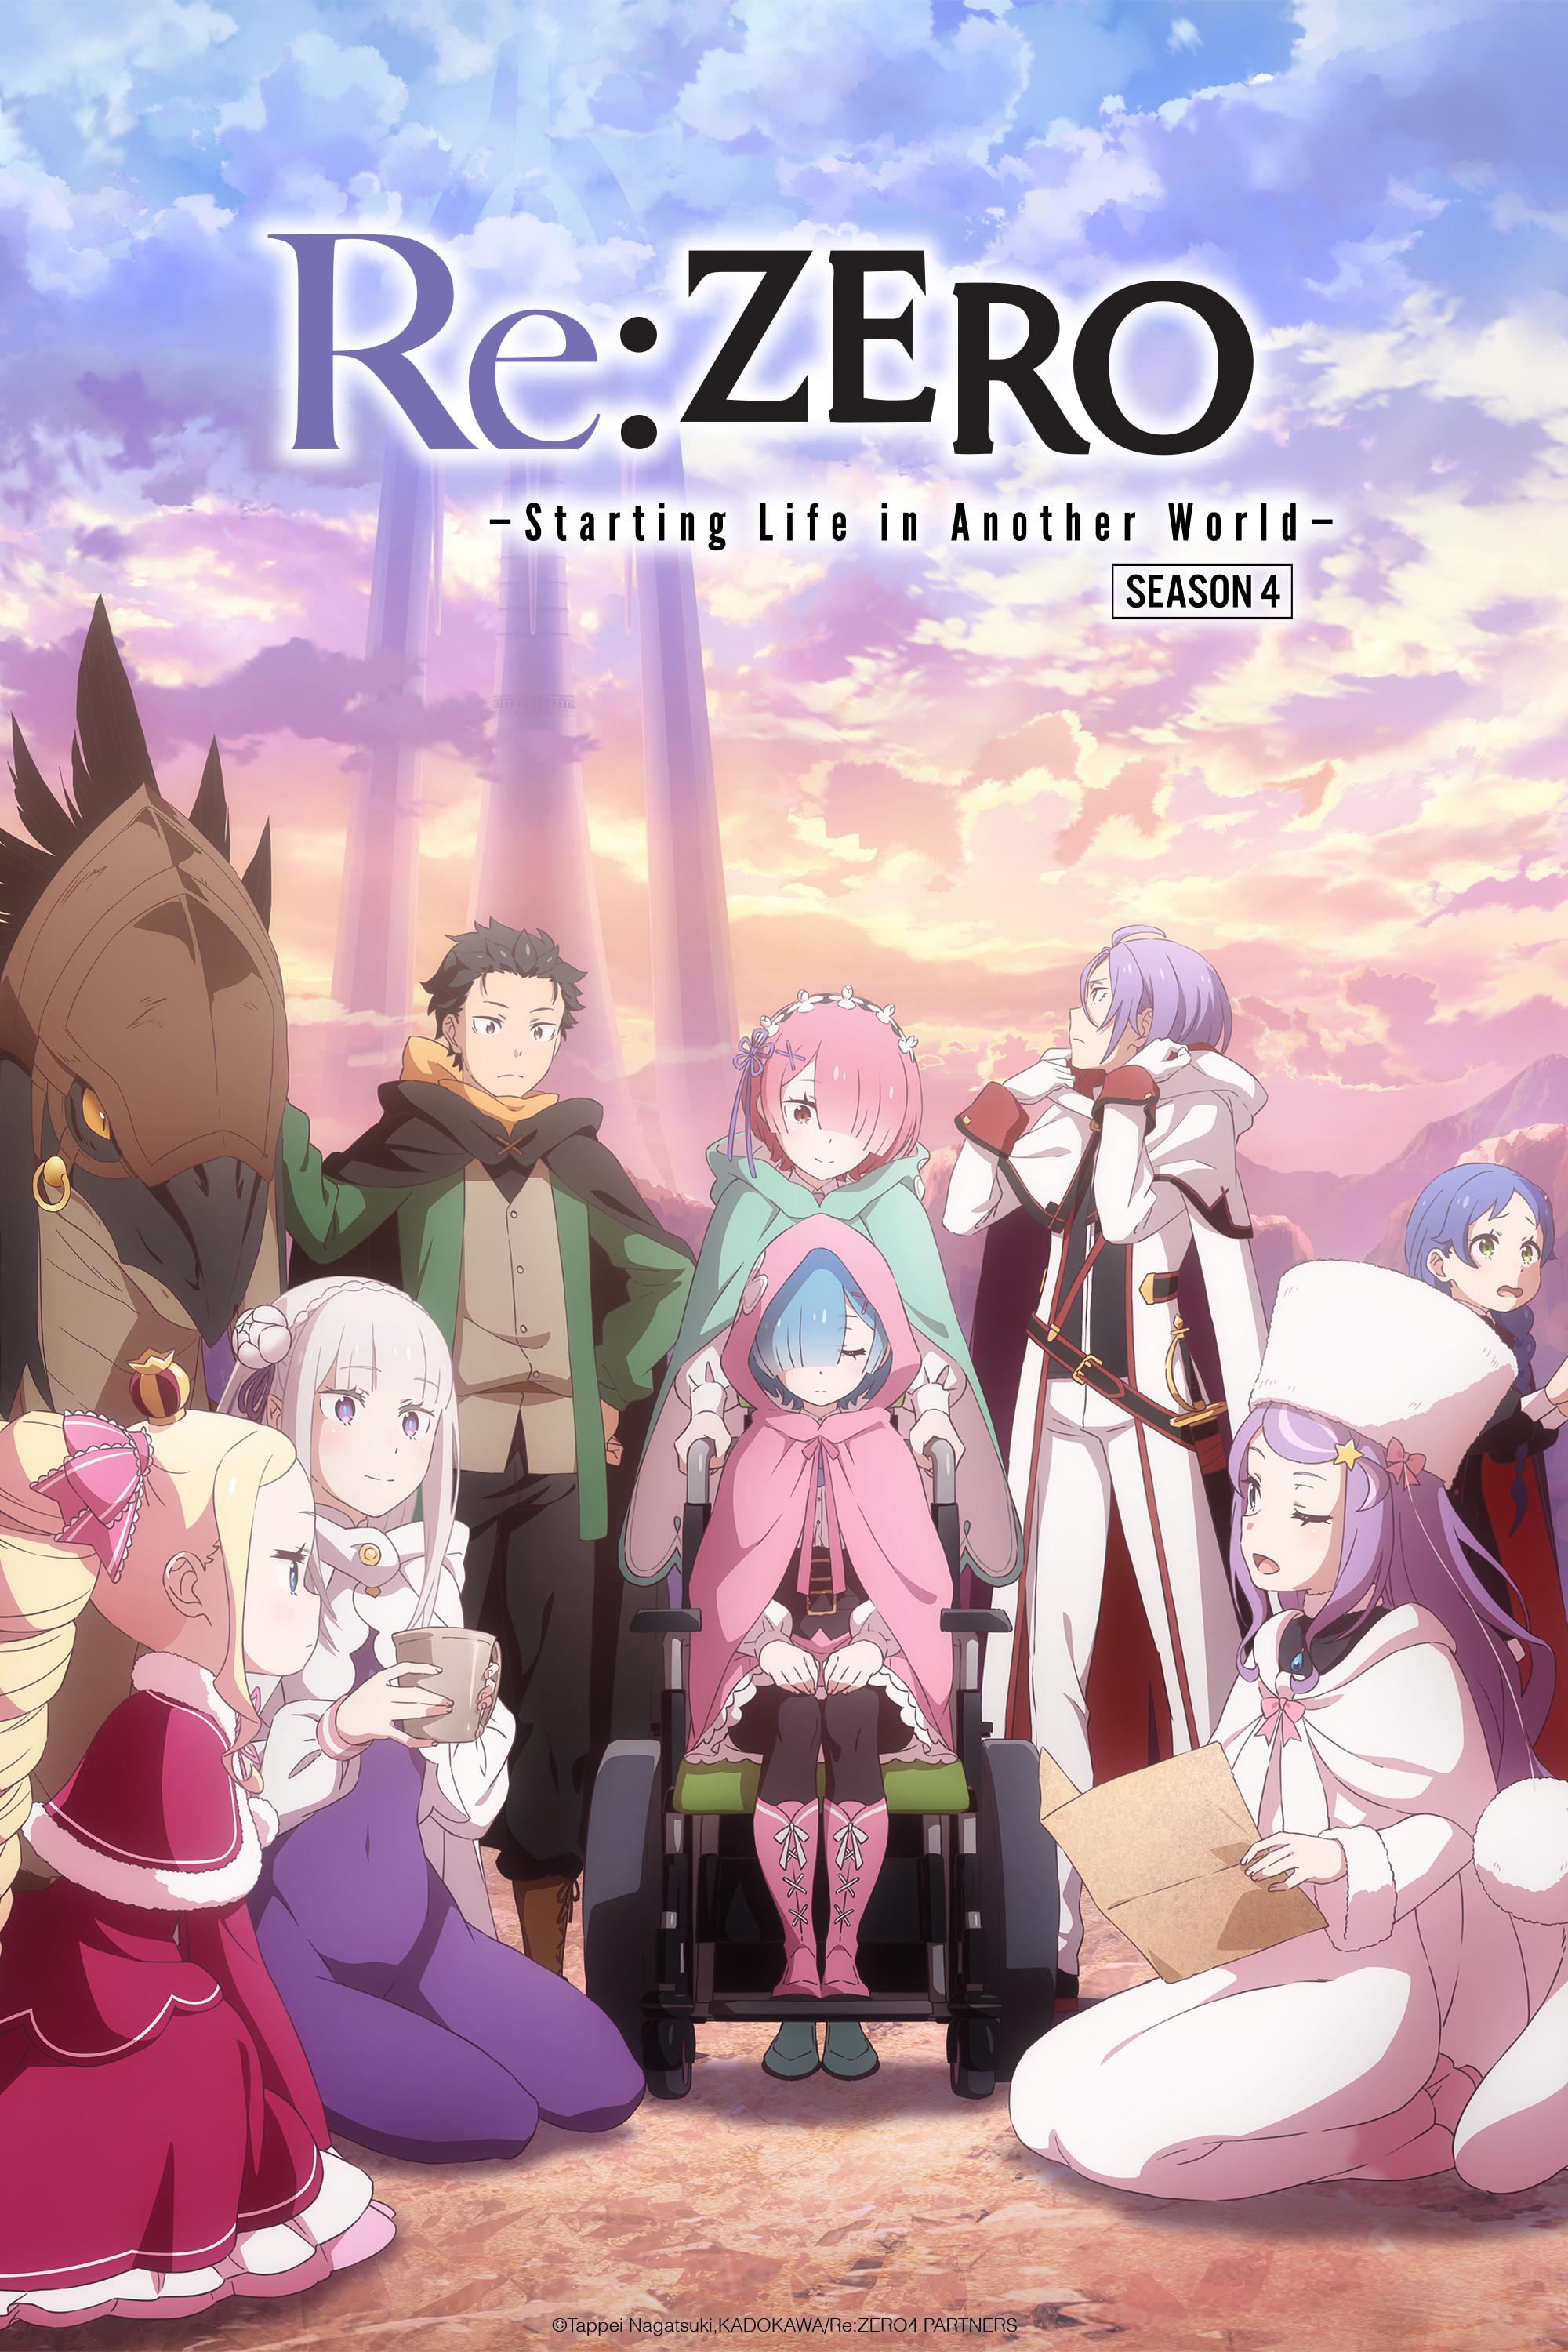 Re:ZERO
-Starting Life in Another World-
SEASON 4
©Tappei Nagatsuki,KADOKAWA/Re:ZERO4 PARTNERS